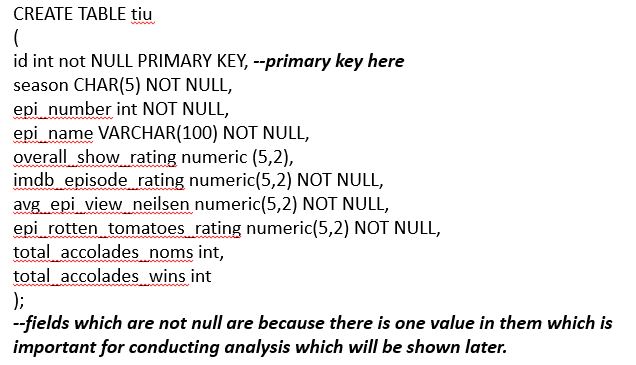 CREATE TABLE tiu
(
id int not NULL PRIMARY KEY, --primary key here
season CHAR(5) NOT NULL,
epi_number int NOT NULL,
epi_name VARCHAR(100) NOT NULL,
overall_show_rating numeric (5,2),
imdb_episode_rating numeric(5,2) NOT NULL,
avg_epi_view_neilsen numeric(5,2) NOT NULL,
epi_rotten_tomatoes_rating numeric(5,2) NOT NULL,
total_accolades_noms int,
total_accolades_wins int
);
--fields which are not null are because there is one value in them which is
important for conducting analysis which will be shown later.